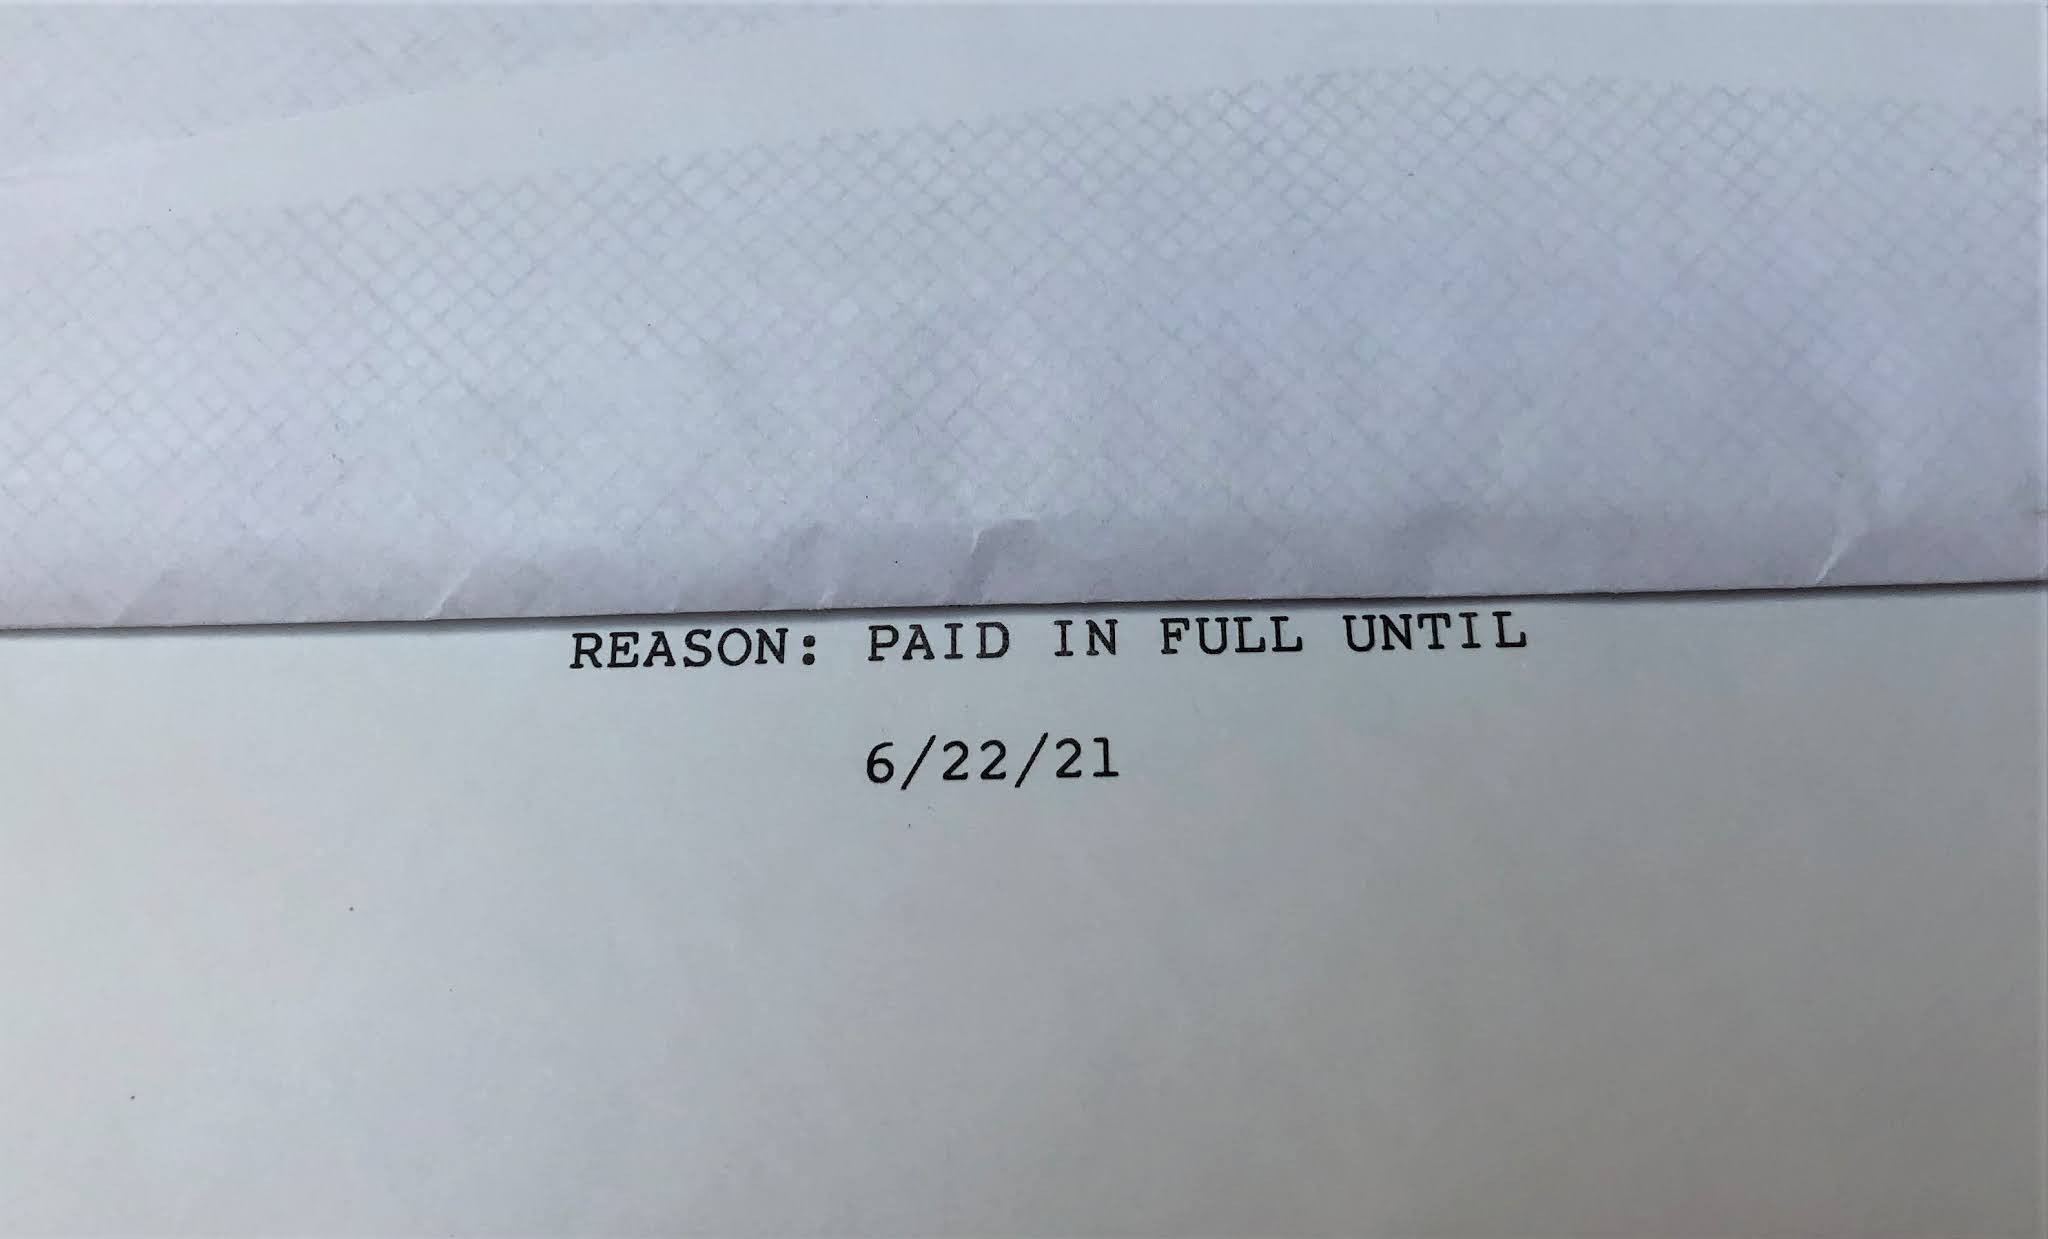 REASON: PAID IN FULL UNTIL
6/22/21